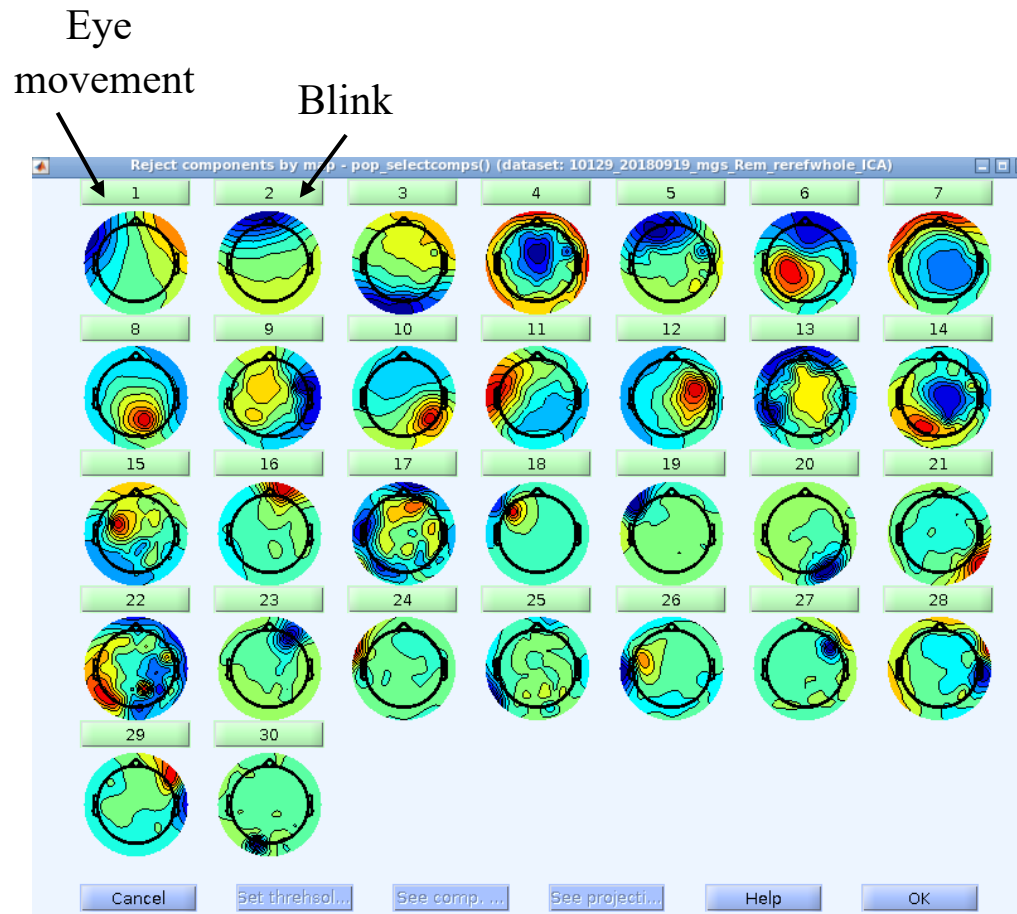 Eye
movement
Blink
Reject components by map - pop_selectcomps() (dataset: 10129_20180919_mgs_Rem_rerefwhole_ICA)
1 2 3 4 5 6 7
8 9 10 11 12 13 14
15 16 17 18 19 20 21
22 23 24 25 26 27 28
29 30
Cancel Set threhsol... See comp. ... See projecti... Help OK